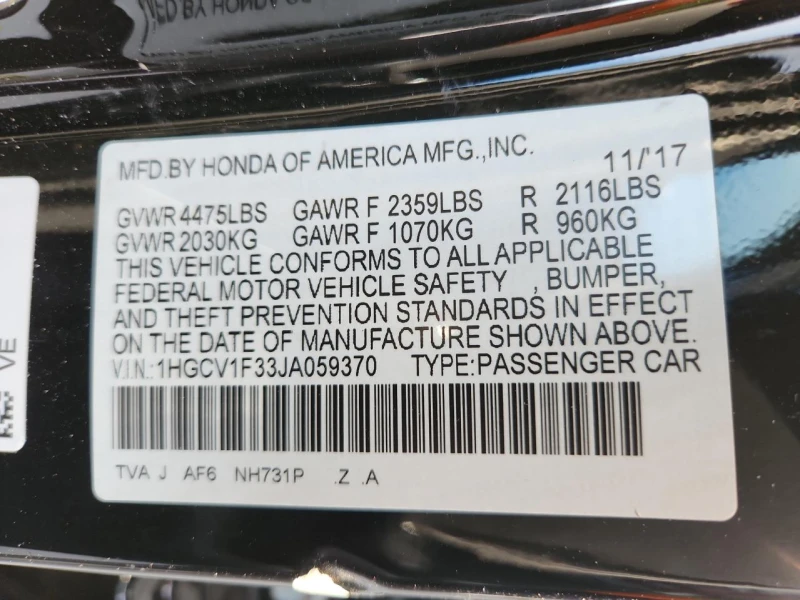 MFD.BY HONDA OF AMERICA MFG.,INC. 11/'17
GVWR 4475LBS GAWR F 2359LBS R 2116LBS
GVWR 2030KG GAWR F 1070KG R 960KG
THIS VEHICLE CONFORMS TO ALL APPLICABLE
FEDERAL MOTOR VEHICLE SAFETY , BUMPER,
AND THEFT PREVENTION STANDARDS IN EFFECT
ON THE DATE OF MANUFACTURE SHOWN ABOVE.
V.I.N.:1HGCV1F33JA059370 TYPE:PASSENGER CAR
TVA J AF6 NH731P .Z .A
VE